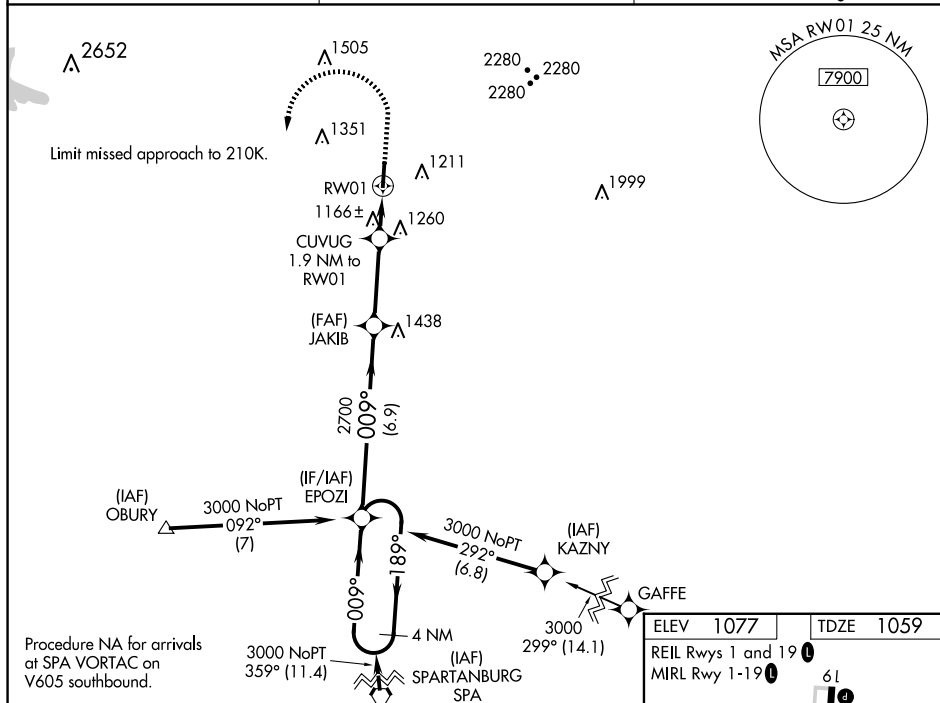 2652
1505
2280
2280
2280
MSA RW01 25 NM
7900
1351
Limit missed approach to 210K.
1211
1999
RW01
1166±
1260
CUVUG
1.9 NM to
RW01
(FAF)
JAKIB
1438
2700
009°
(6.9)
(IF/IAF)
EPOZI
(IAF)
OBURY
3000 NoPT
092°
(7)
3000 NoPT
292°
(6.8)
(IAF)
KAZNY
009°
189°
GAFFE
3000
299° (14.1)
4 NM
Procedure NA for arrivals
at SPA VORTAC on
V605 southbound.
3000 NoPT
359° (11.4)
(IAF)
SPARTANBURG
SPA
ELEV 1077
TDZE 1059
REIL Rwys 1 and 19 L
MIRL Rwy 1-19 L
19
P